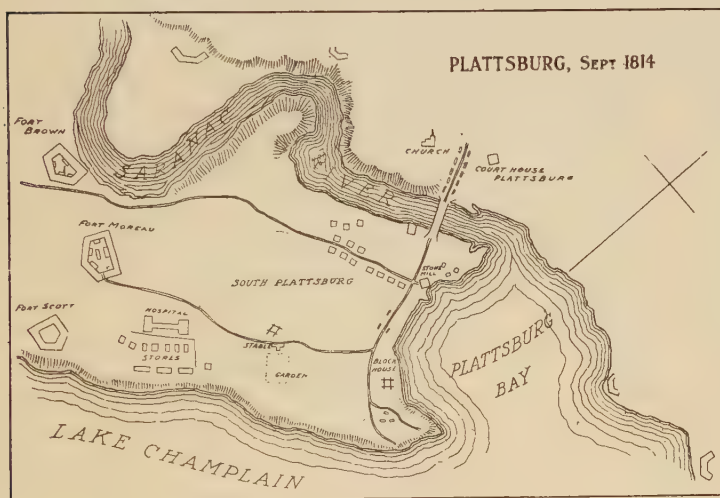 PLATTSBURG, SEPT 1814
FORT
BROWN
SARANAC
RIVER
CHURCH
COURT HOUSE
PLATTSBURG
FORT MOREAU
SOUTH PLATTSBURG
STONE
MILL
FORT SCOTT
HOSPITAL
STORES
STABLE
GARDEN
BLOCK
HOUSE
PLATTSBURG
BAY
LAKE CHAMPLAIN